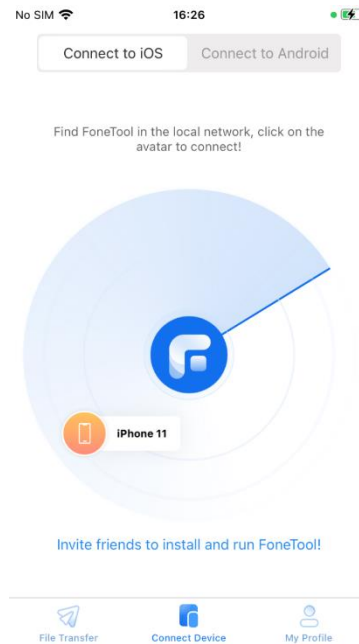 No SIM 16:26
Connect to iOS Connect to Android
Find FoneTool in the local network, click on the
avatar to connect!
iPhone 11
Invite friends to install and run FoneTool!
File Transfer Connect Device My Profile